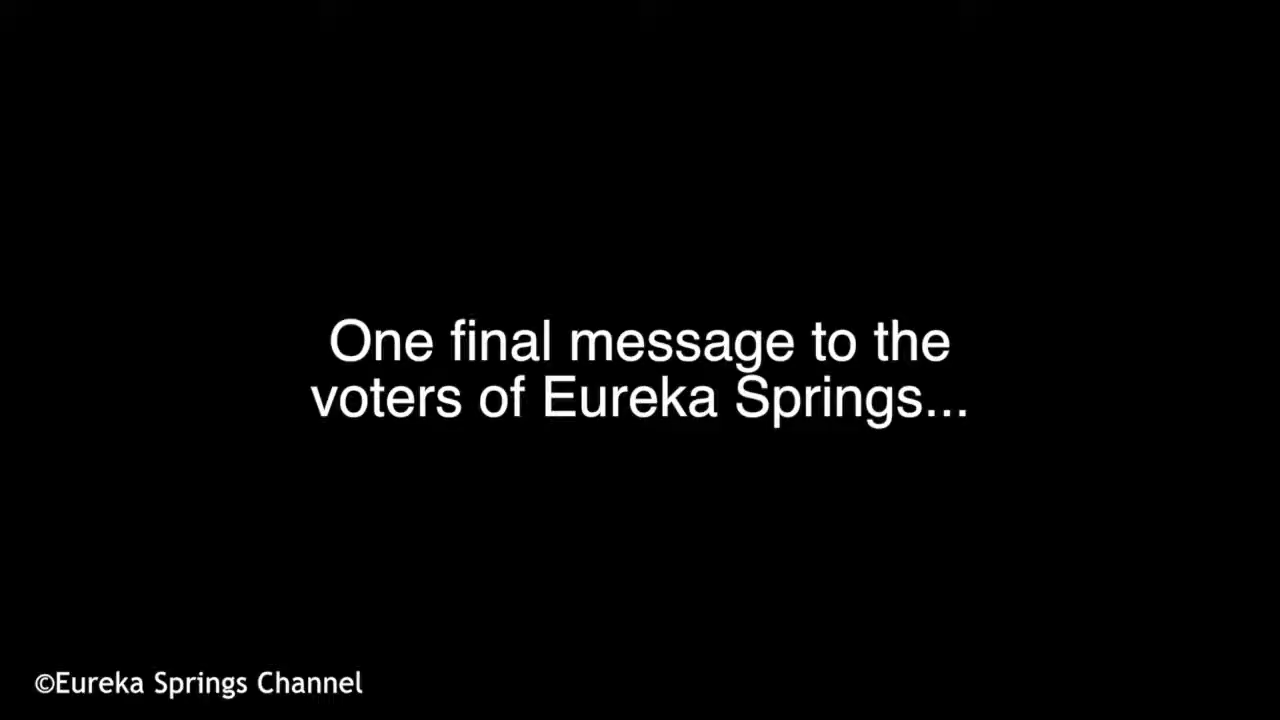 One final message to the
voters of Eureka Springs...
©Eureka Springs Channel